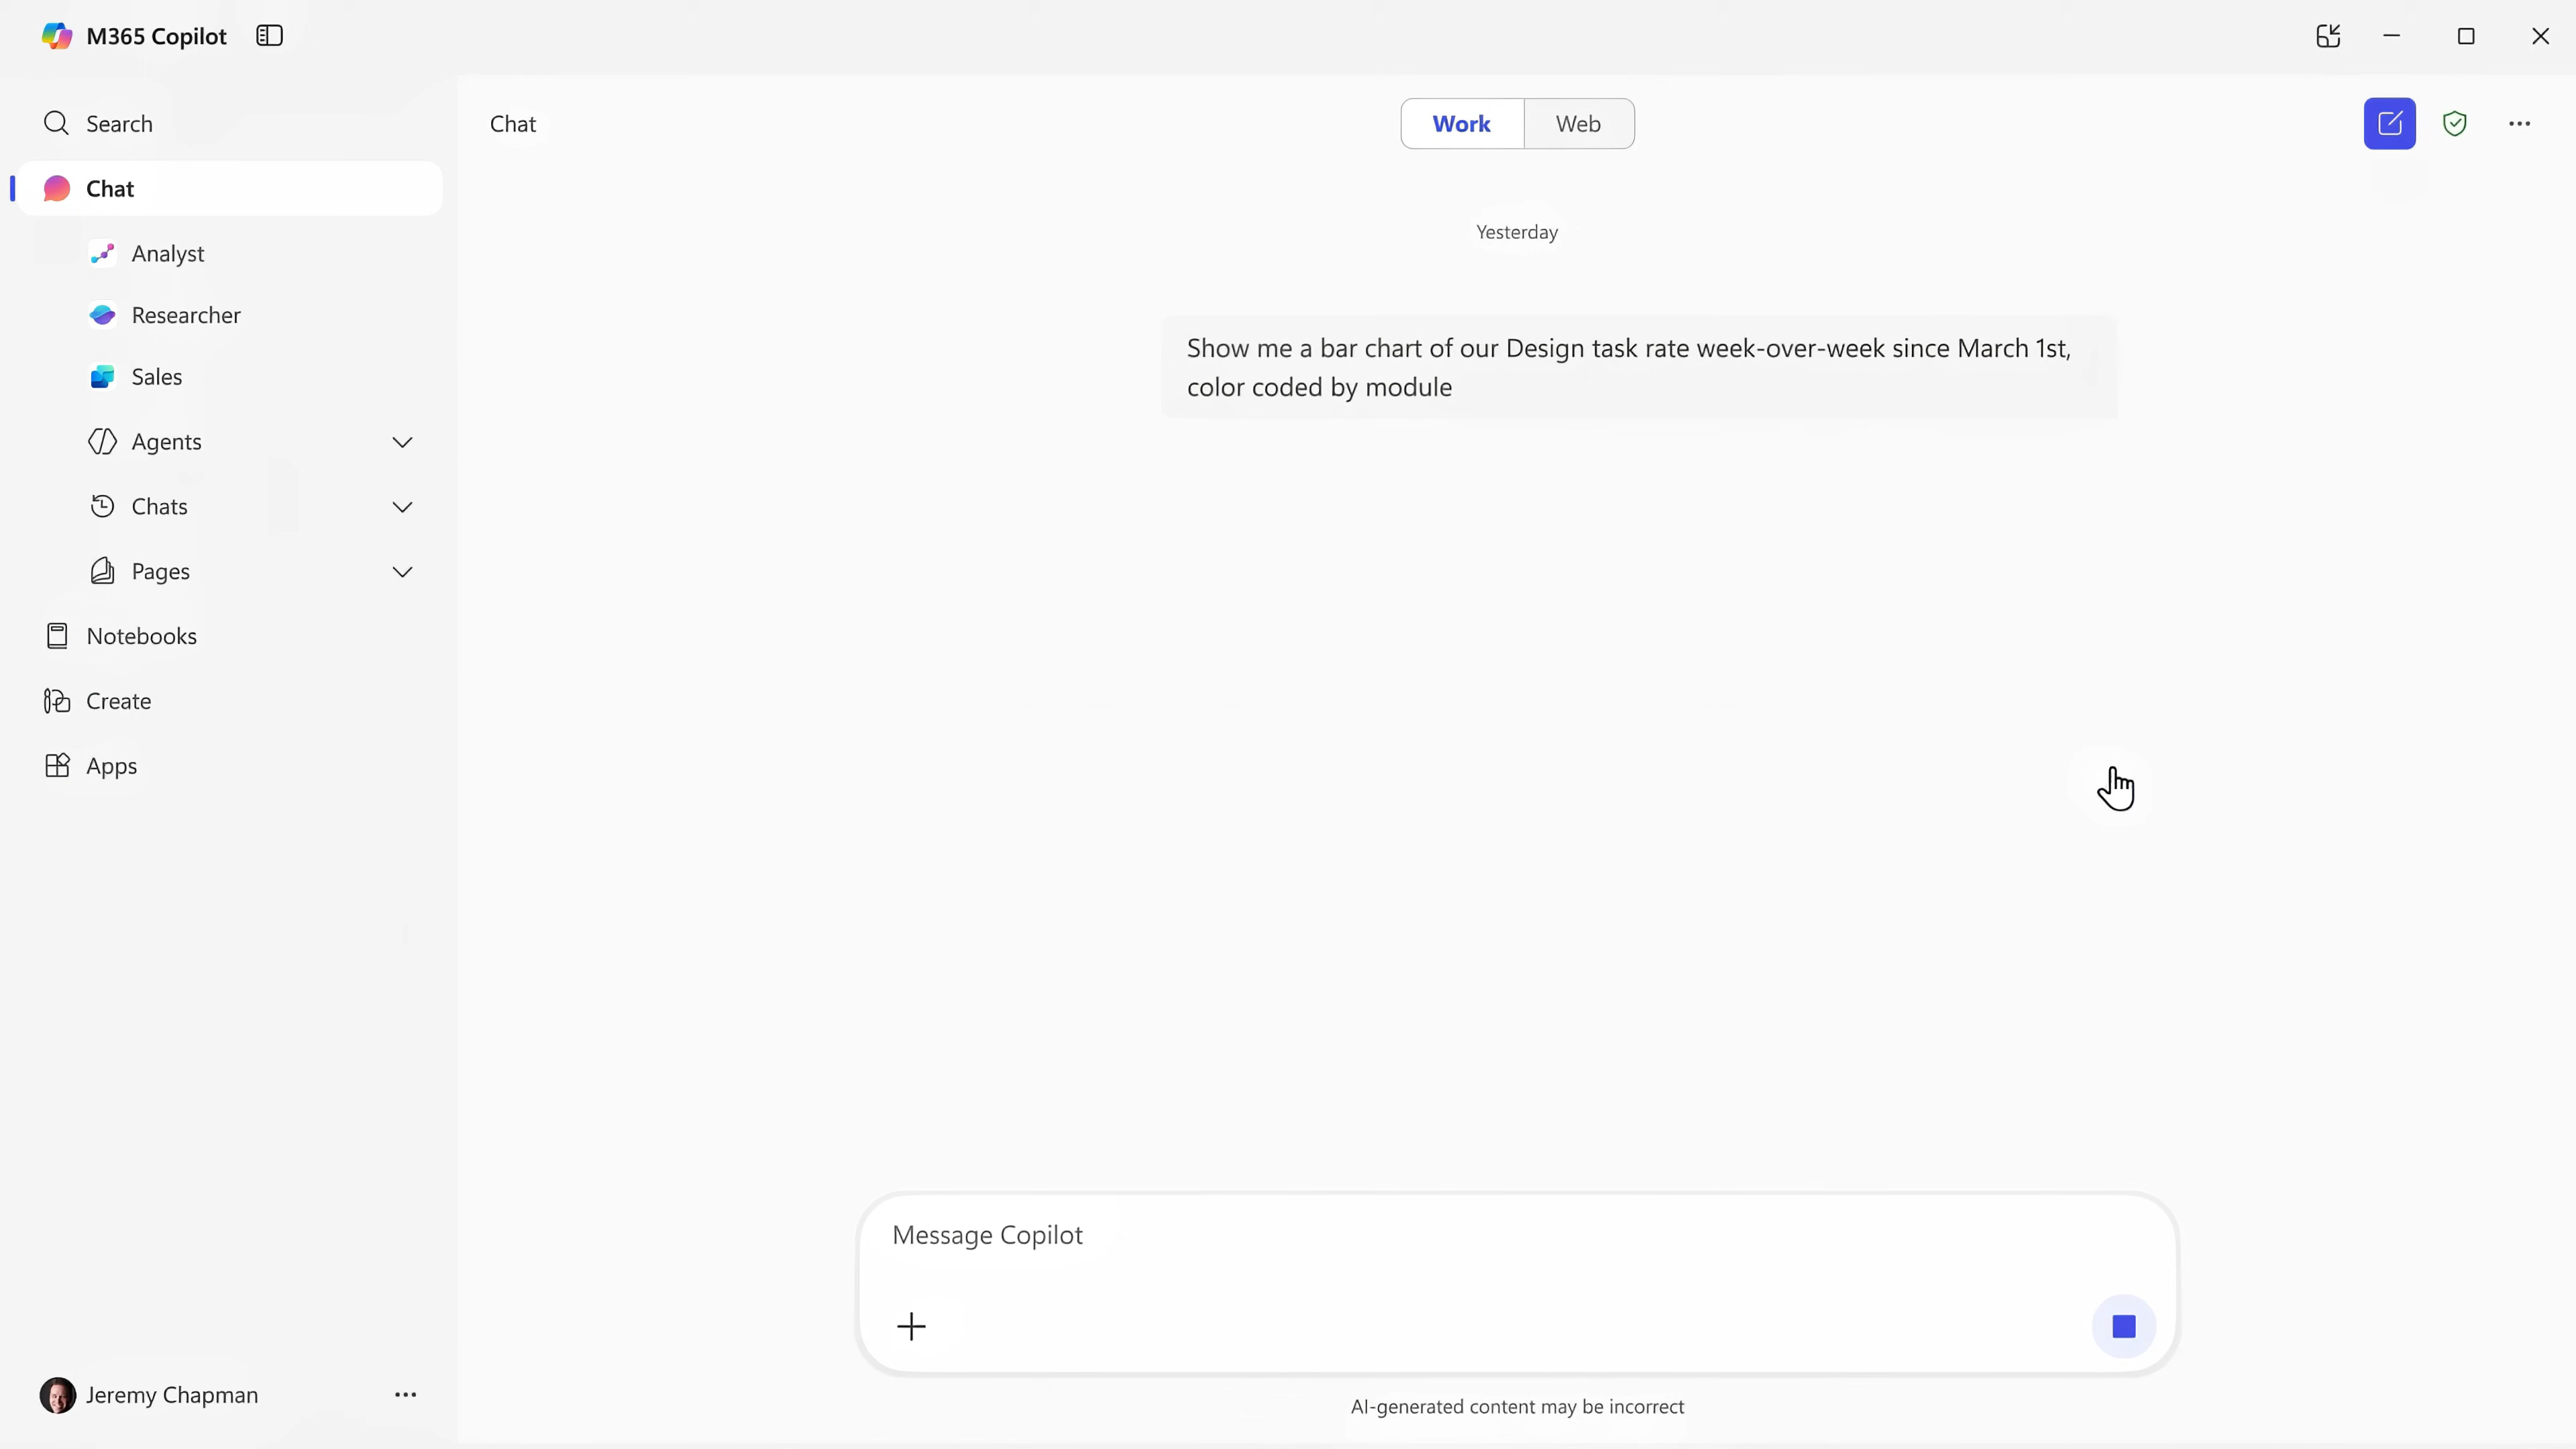 M365 Copilot
Search
Chat
Analyst
Researcher
Sales
Agents
Chats
Pages
Notebooks
Create
Apps
Jeremy Chapman
Chat
Work
Web
Yesterday
Show me a bar chart of our Design task rate week-over-week since March 1st,
color coded by module
Message Copilot
AI-generated content may be incorrect